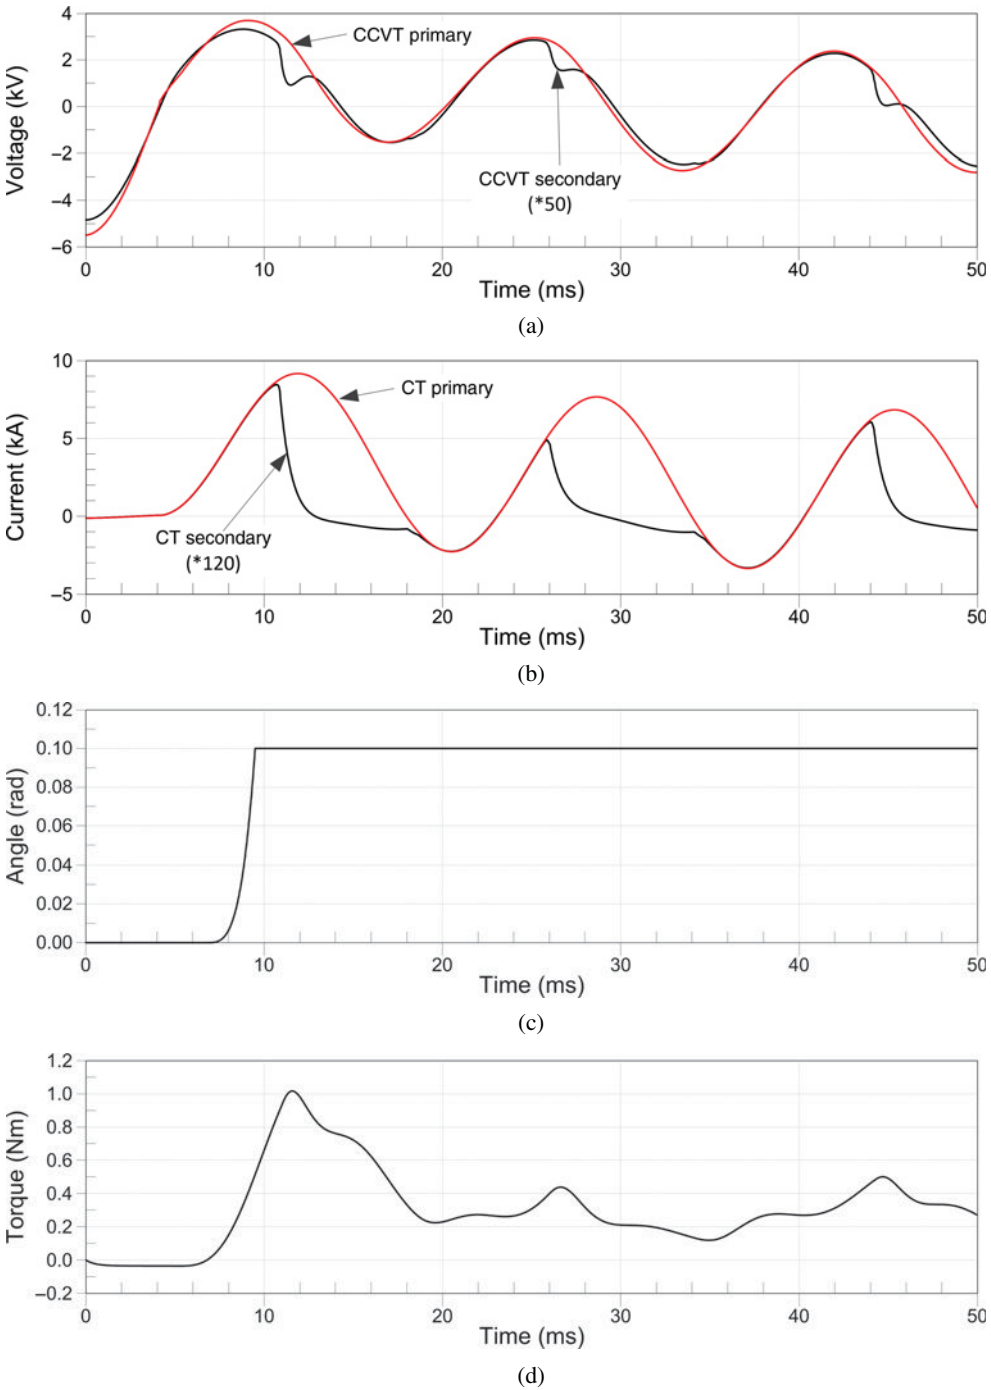 4
2
0
−2
−4
−6
Voltage (kV)
CCVT primary
CCVT secondary
(*50)
0 10 20 30 40 50
Time (ms)
(a)
10
5
0
−5
Current (kA)
CT primary
CT secondary
(*120)
0 10 20 30 40 50
Time (ms)
(b)
0.12
0.10
0.08
0.06
0.04
0.02
0.00
Angle (rad)
0 10 20 30 40 50
Time (ms)
(c)
1.2
1.0
0.8
0.6
0.4
0.2
0.0
−0.2
Torque (Nm)
0 10 20 30 40 50
Time (ms)
(d)